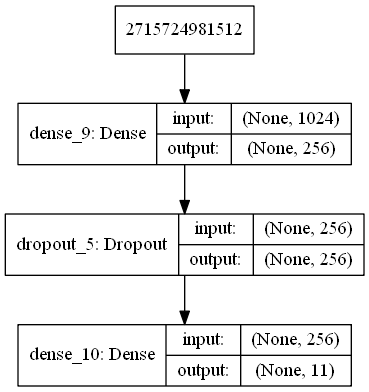 2715724981512
dense_9: Dense
input: (None, 1024)
output: (None, 256)
dropout_5: Dropout
input: (None, 256)
output: (None, 256)
dense_10: Dense
input: (None, 256)
output: (None, 11)